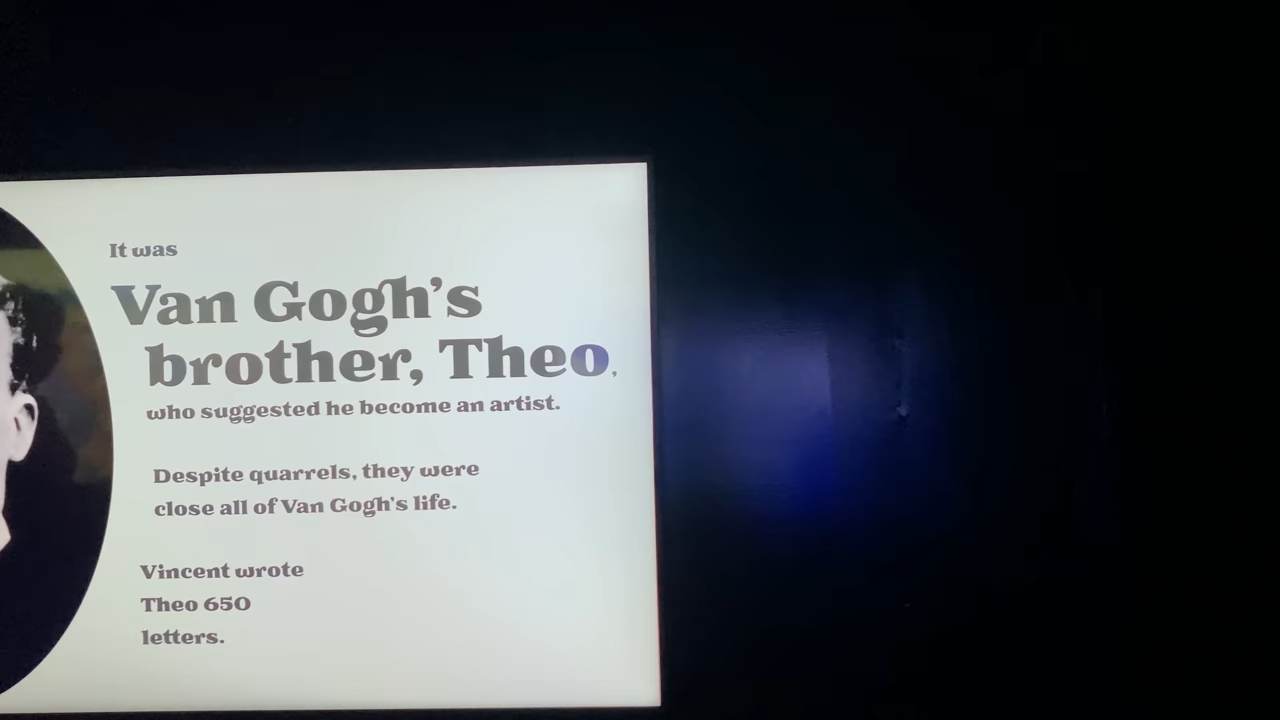 It was
Van Gogh's
brother, Theo,
who suggested he become an artist.
Despite quarrels, they were
close all of Van Gogh's life.
Vincent wrote
Theo 650
letters.